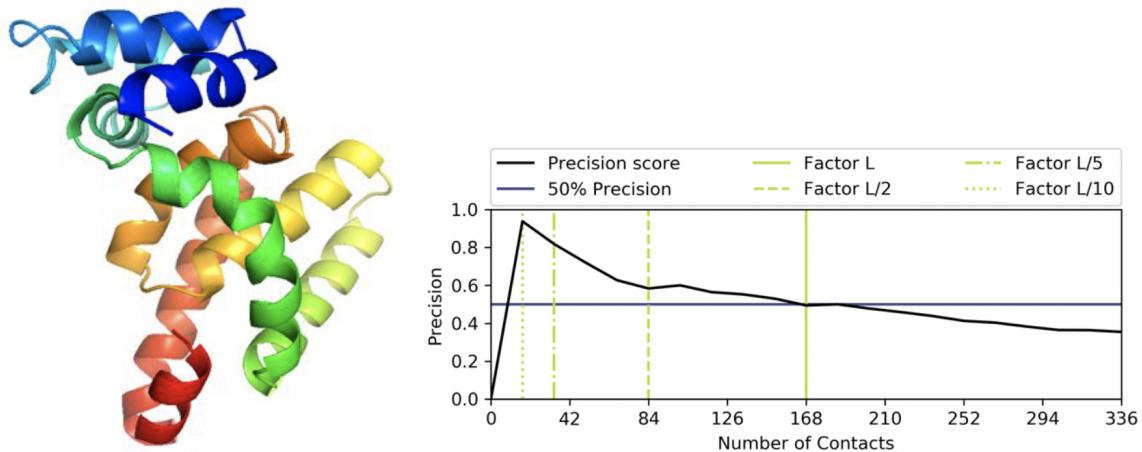 Precision score
50% Precision
Factor L
Factor L/2
Factor L/5
Factor L/10
Precision
1.0
0.8
0.6
0.4
0.2
0.0
0 42 84 126 168 210 252 294 336
Number of Contacts